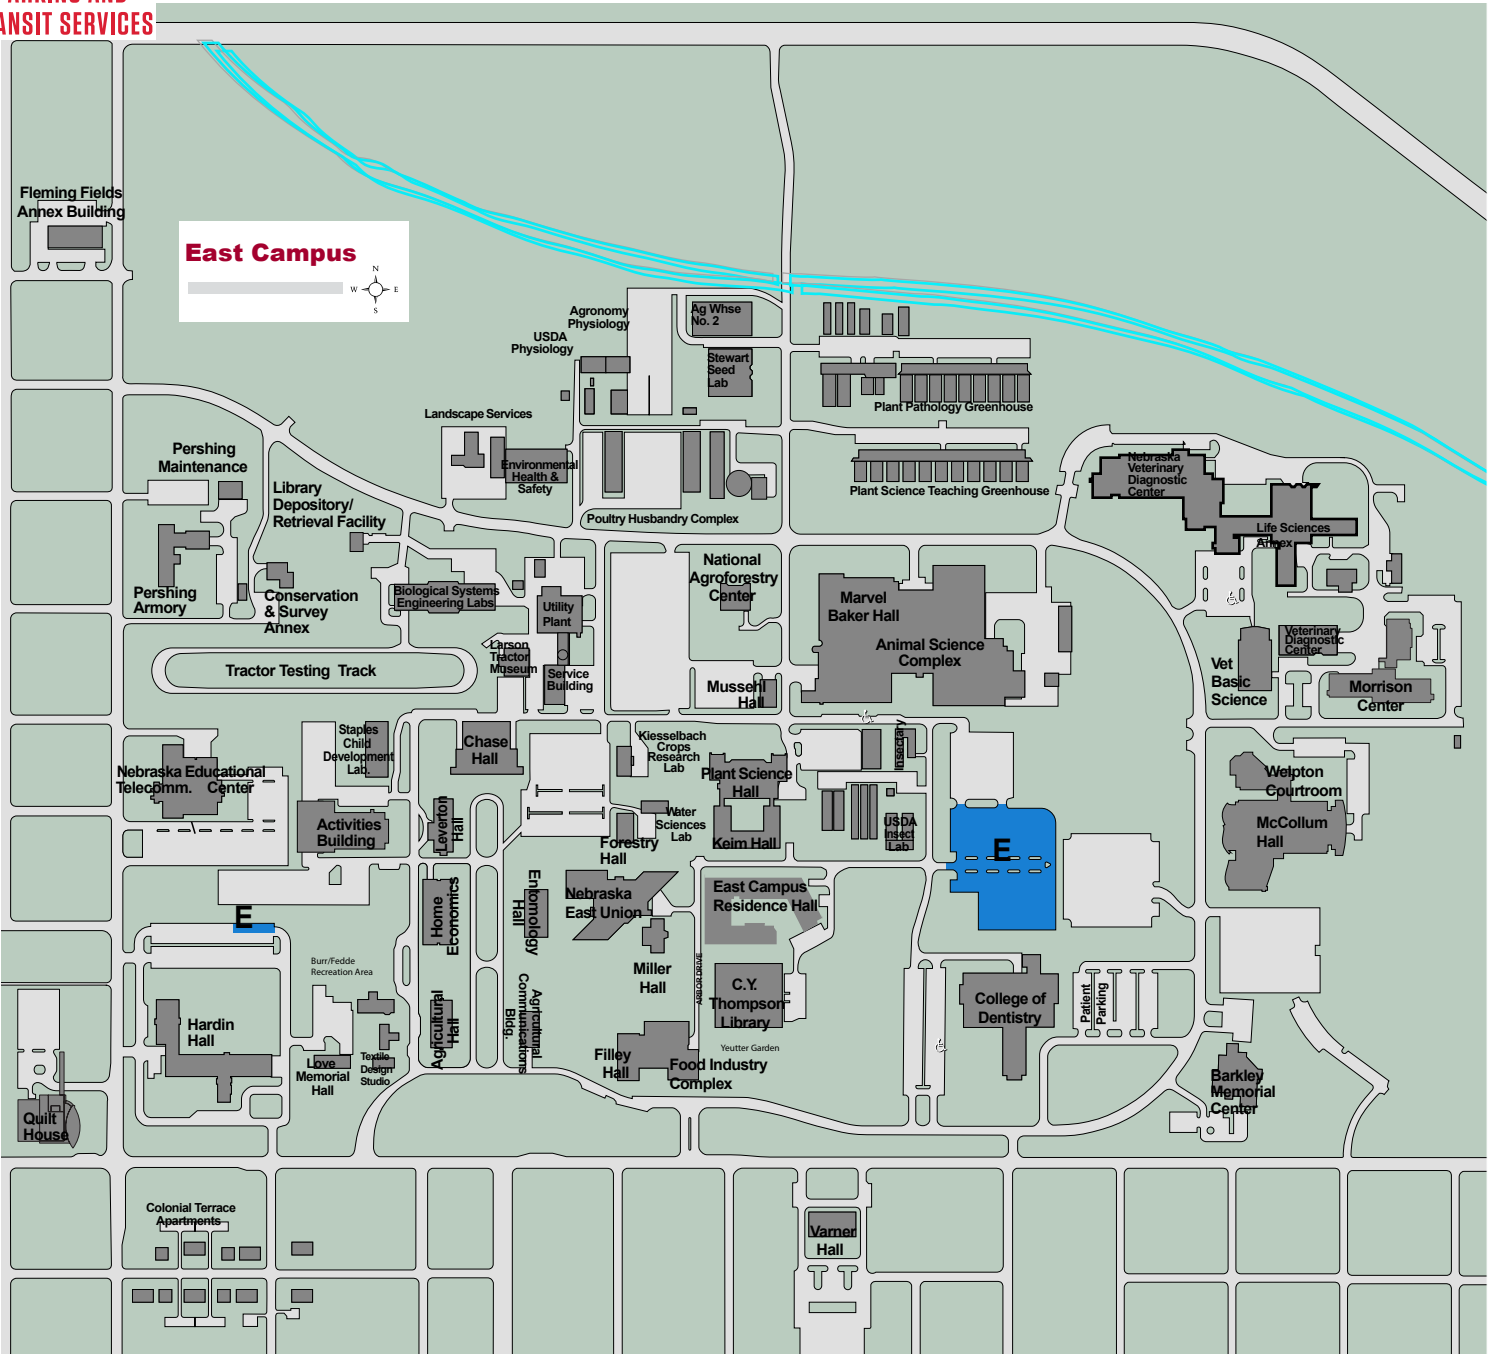 ANSIT SERVICES
Fleming Fields
Annex Building
East Campus
N
W
E
S
Agronomy
Physiology
USDA
Physiology
Ag Whse
No. 2
Stewart
Seed
Lab
Plant Pathology Greenhouse
Landscape Services
Environmental
Health &
Safety
Pershing
Maintenance
Library
Depository/
Retrieval Facility
Poultry Husbandry Complex
Plant Science Teaching Greenhouse
Nebraska
Veterinary
Diagnostic
Center
Life Sciences
Annex
Pershing
Armory
Conservation
& Survey
Annex
Biological Systems
Engineering Labs
Utility
Plant
National
Agroforestry
Center
Marvel
Baker Hall
Animal Science
Complex
Larson
Tractor
Museum
Service
Building
Tractor Testing Track
Mussehl
Hall
Vet
Basic
Science
Veterinary
Diagnostic
Center
Morrison
Center
Staples
Child
Development
Lab.
Chase
Hall
Kiesselbach
Crops
Research
Lab
Insectary
Nebraska Educational
Telecomm. Center
Plant Science
Hall
Welpton
Courtroom
Activities
Building
Leverton
Hall
Water
Sciences
Lab
Forestry
Hall
Keim Hall
USDA
Insect
Lab
E
McCollum
Hall
Home
Economics
Entomology
Hall
Nebraska
East Union
East Campus
Residence Hall
E
Burr/Fedde
Recreation Area
Miller
Hall
ARBOR DRIVE
C.Y.
Thompson
Library
College of
Dentistry
Patient
Parking
Hardin
Hall
Agricultural
Hall
Agricultural
Communications
Bldg.
Yeutter Garden
Love
Memorial
Hall
Textile
Design
Studio
Filley
Hall
Food Industry
Complex
Barkley
Memorial
Center
Quilt
House
Colonial Terrace
Apartments
Varner
Hall